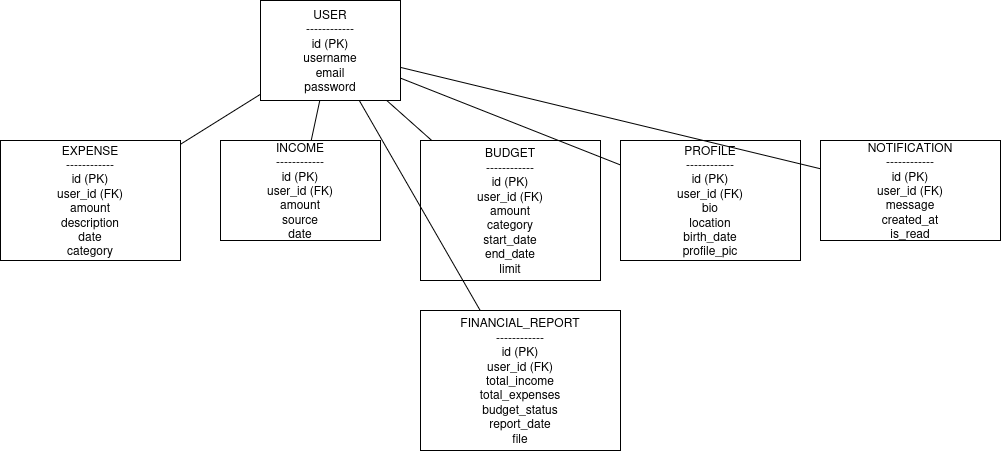 USER
------------
id (PK)
username
email
password
EXPENSE
------------
id (PK)
user_id (FK)
amount
description
date
category
INCOME
------------
id (PK)
user_id (FK)
amount
source
date
BUDGET
------------
id (PK)
user_id (FK)
amount
category
start_date
end_date
limit
PROFILE
------------
id (PK)
user_id (FK)
bio
location
birth_date
profile_pic
NOTIFICATION
------------
id (PK)
user_id (FK)
message
created_at
is_read
FINANCIAL_REPORT
------------
id (PK)
user_id (FK)
total_income
total_expenses
budget_status
report_date
file